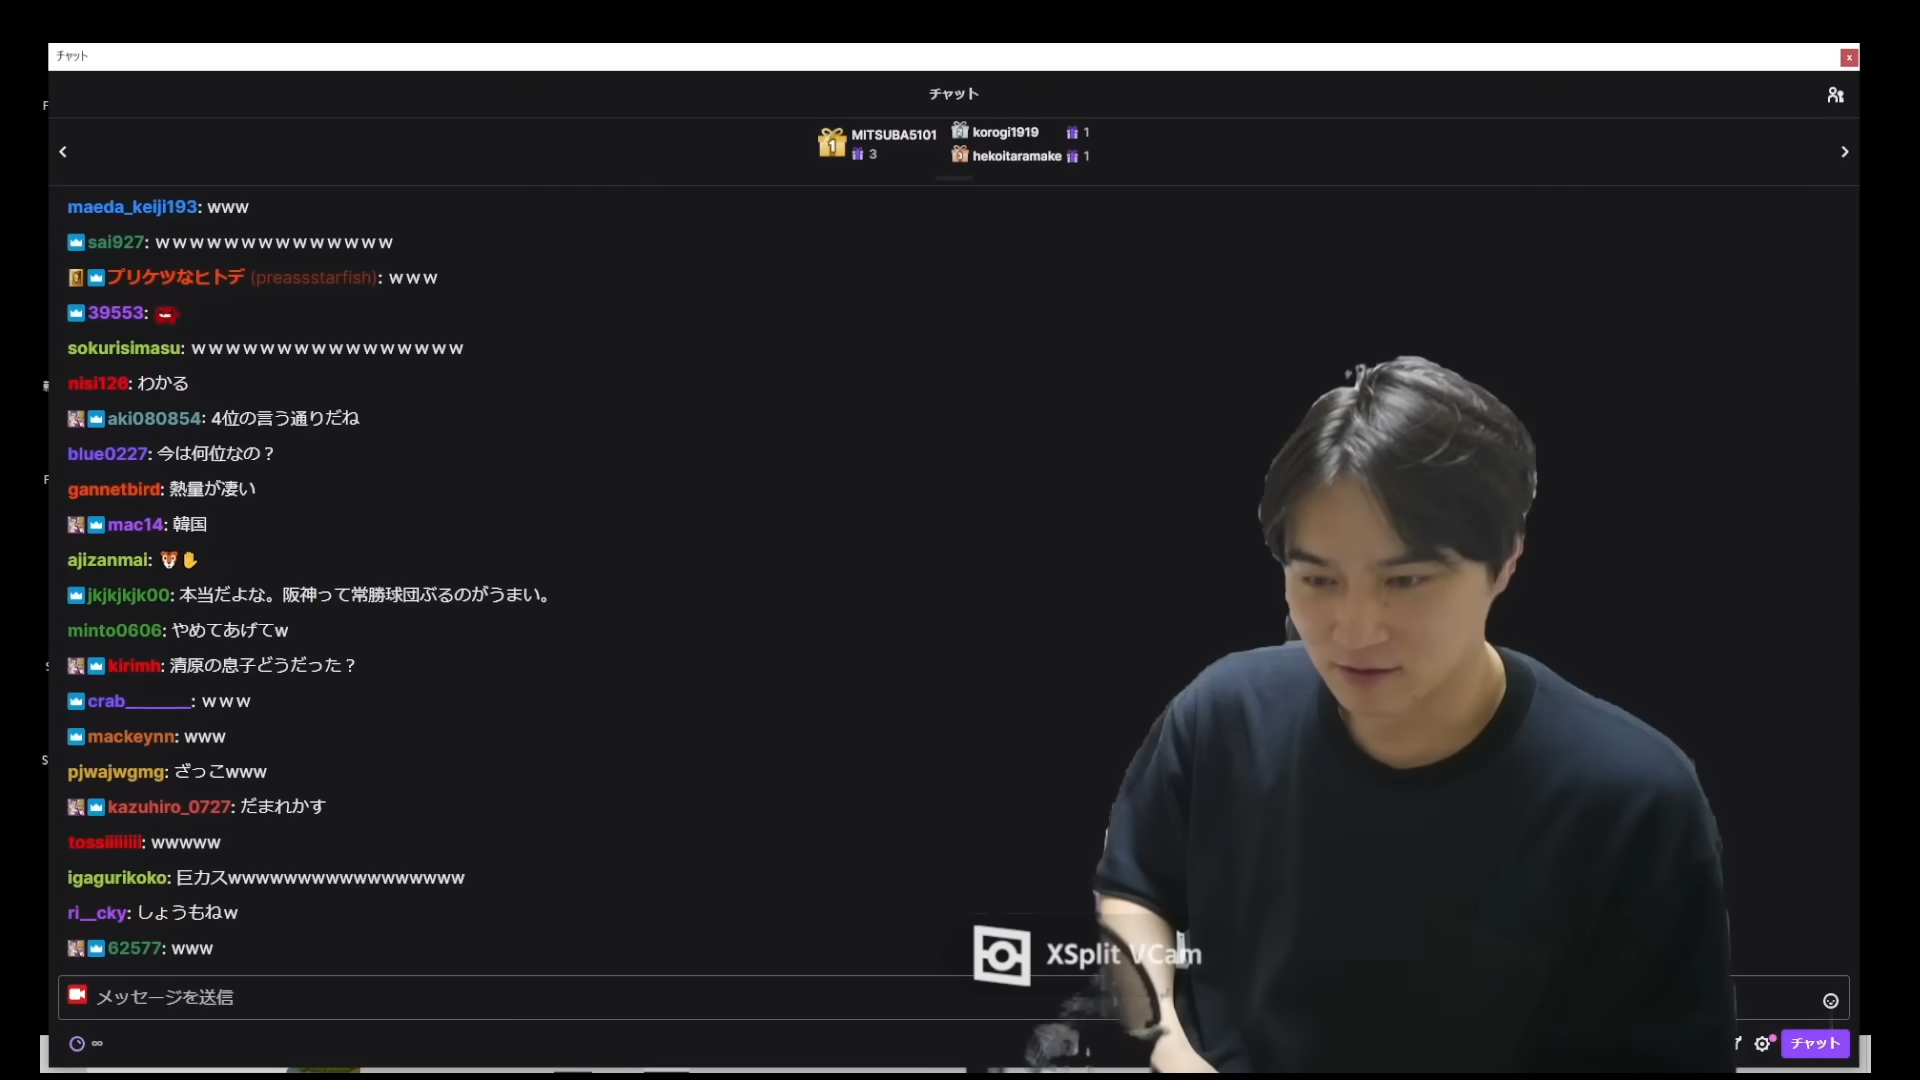 チャット
チャット
MITSUBA5101
3
korogi1919 1
hekoitaramake 1
maeda_keiji193: www
sai927: ｗｗｗｗｗｗｗｗｗｗｗｗｗｗ
プリケツなヒトデ (preassstarfish): ｗｗｗ
39553:
sokurisimasu: ｗｗｗｗｗｗｗｗｗｗｗｗｗｗｗｗ
nisi126: わかる
aki080854: 4位の言う通りだね
blue0227: 今は何位なの？
gannetbird: 熱量が凄い
mac14: 韓国
ajizanmai: 🐯✋
jkjkjkjk00: 本当だよな。阪神って常勝球団ぶるのがうまい。
minto0606: やめてあげてw
kirimh: 清原の息子どうだった？
crab_______: ｗｗｗ
mackeynn: www
pjwajwgmg: ざっこwww
kazuhiro_0727: だまれかす
: wwwww
igagurikoko: 巨カスwwwwwwwwwwwwwwwww
ri__cky: しょうもねw
62577: www
XSplit VCam
メッセージを送信
∞
チャット